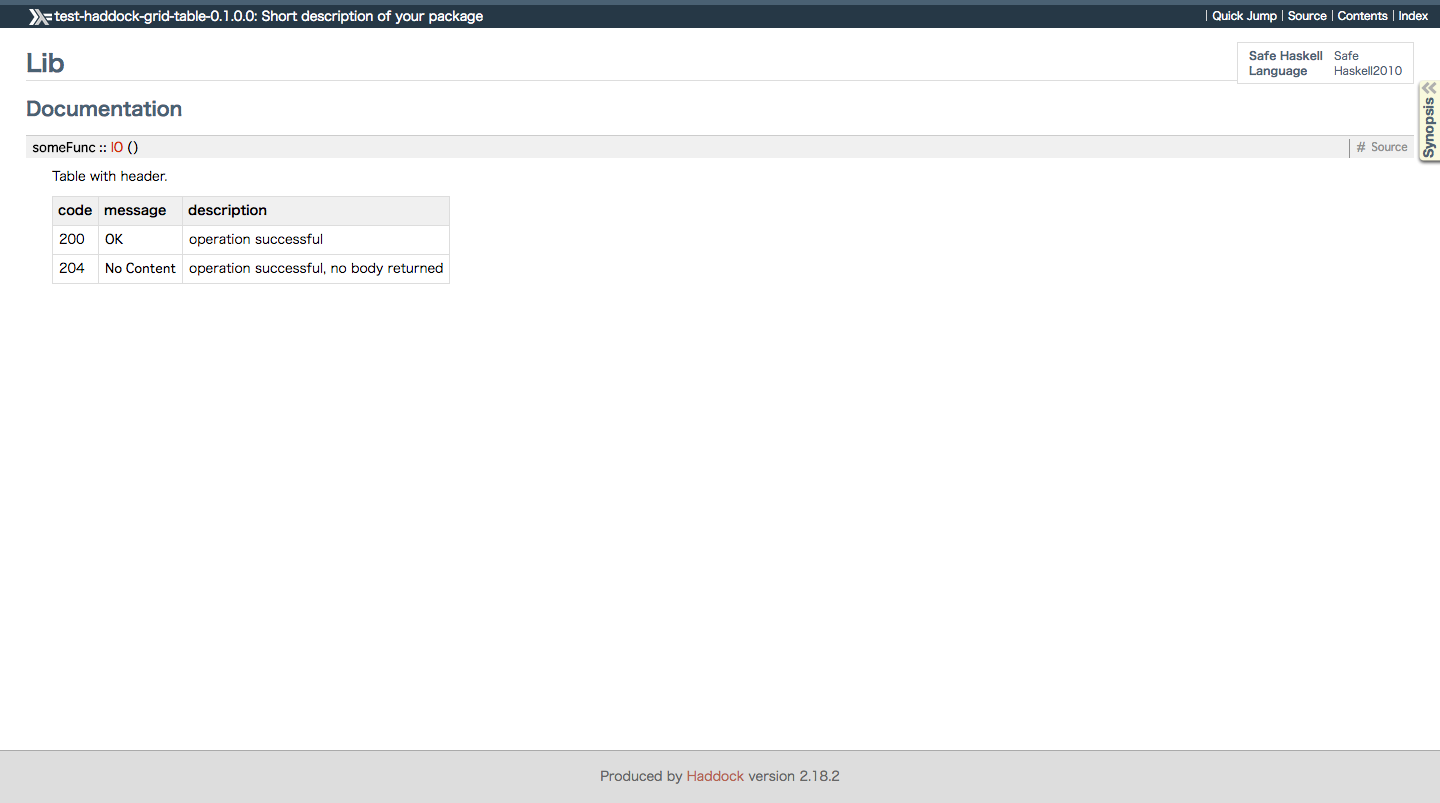 test-haddock-grid-table-0.1.0.0: Short description of your package
Quick Jump | Source | Contents | Index
Lib
Safe Haskell Safe
Language Haskell2010
Synopsis
Documentation
someFunc :: IO ()
# Source
Table with header.
code message description
200 OK operation successful
204 No Content operation successful, no body returned
Produced by Haddock version 2.18.2